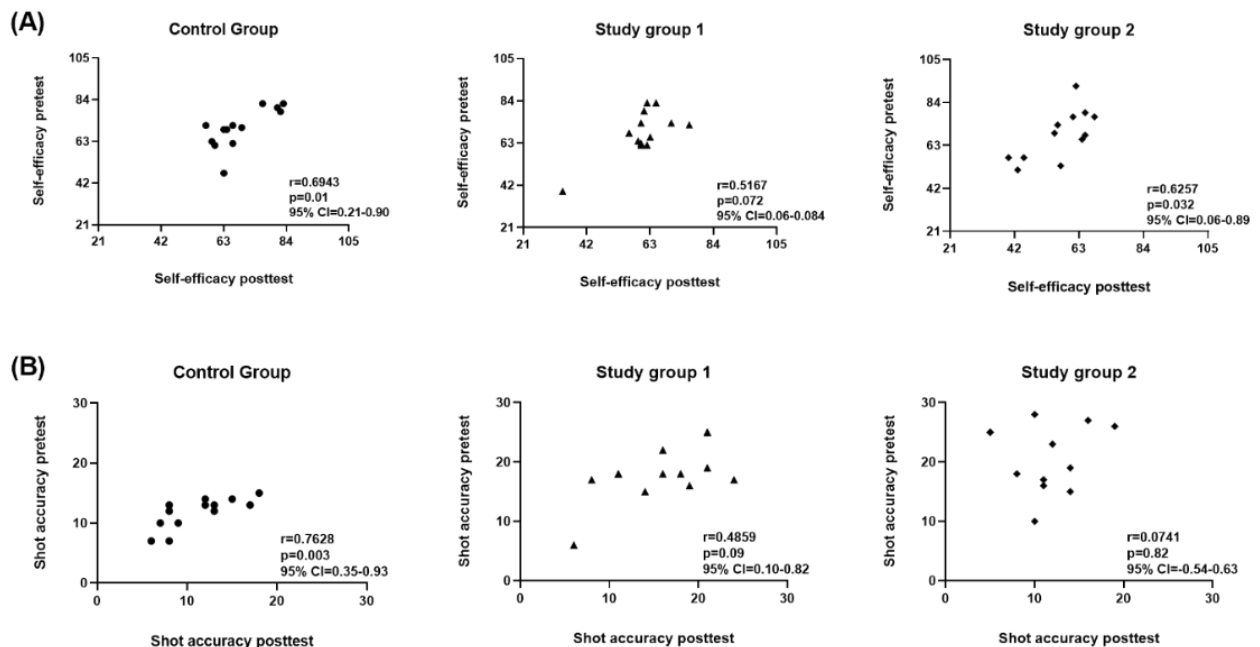 (A)
Control Group
Self-efficacy pretest
105
84
63
42
21
r=0.6943
p=0.01
95% CI=0.21-0.90
21 42 63 84 105
Self-efficacy posttest
Study group 1
Self-efficacy pretest
105
84
63
42
21
r=0.5167
p=0.072
95% CI=0.06-0.084
21 42 63 84 105
Self-efficacy posttest
Study group 2
Self-efficacy pretest
105
84
63
42
21
r=0.6257
p=0.032
95% CI=0.06-0.89
21 42 63 84 105
Self-efficacy posttest
(B)
Control Group
Shot accuracy pretest
30
20
10
0
r=0.7628
p=0.003
95% CI=0.35-0.93
0 10 20 30
Shot accuracy posttest
Study group 1
Shot accuracy pretest
30
20
10
0
r=0.4859
p=0.09
95% CI=0.10-0.82
0 10 20 30
Shot accuracy posttest
Study group 2
Shot accuracy pretest
30
20
10
0
r=0.0741
p=0.82
95% CI=-0.54-0.63
0 10 20 30
Shot accuracy posttest